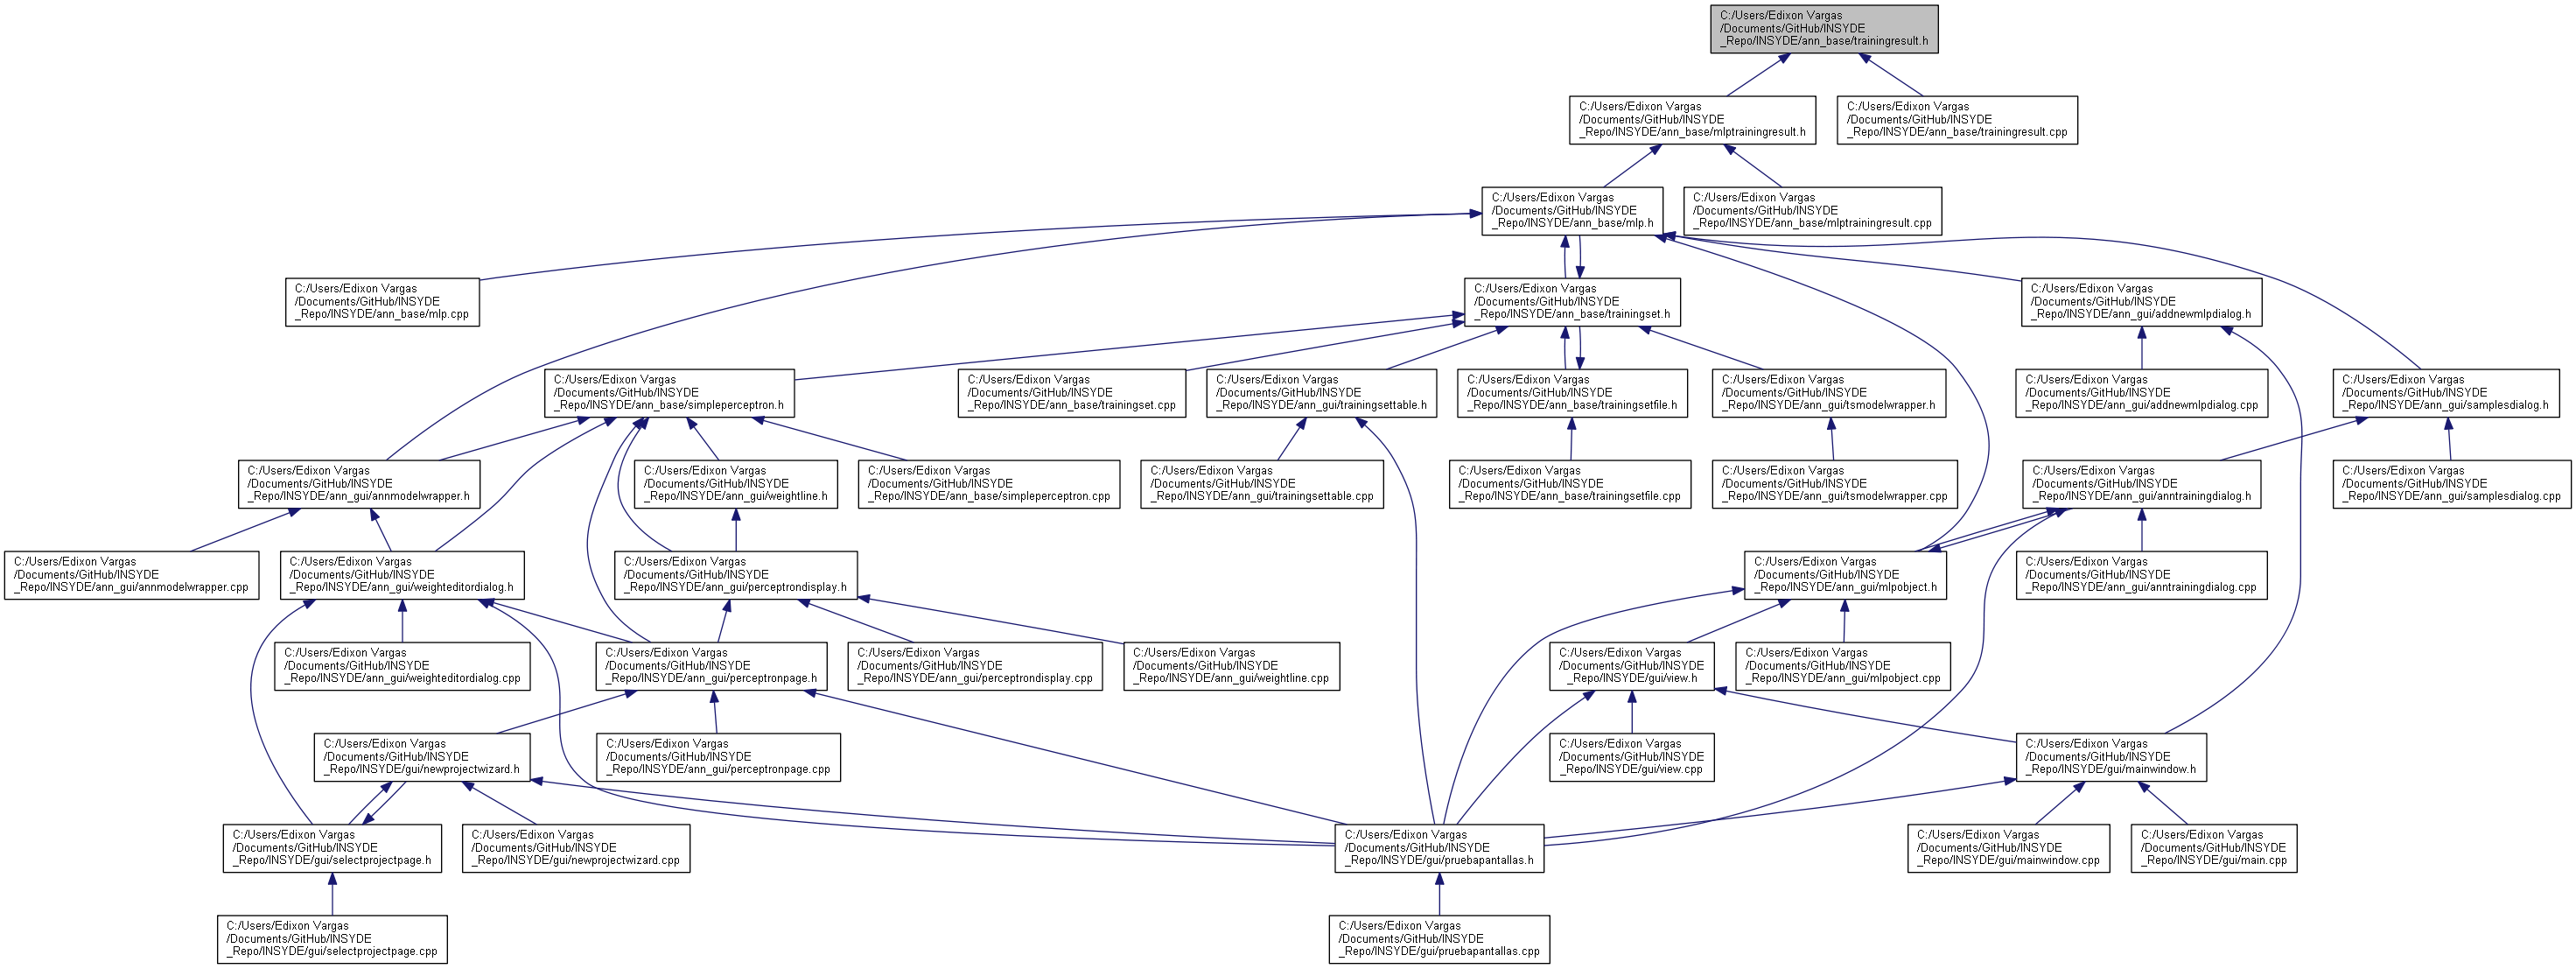 C:/Users/Edixon Vargas
/Documents/GitHub/INSYDE
_Repo/INSYDE/ann_base/trainingresult.h
C:/Users/Edixon Vargas
/Documents/GitHub/INSYDE
_Repo/INSYDE/ann_base/mlptrainingresult.h
C:/Users/Edixon Vargas
/Documents/GitHub/INSYDE
_Repo/INSYDE/ann_base/trainingresult.cpp
C:/Users/Edixon Vargas
/Documents/GitHub/INSYDE
_Repo/INSYDE/ann_base/mlp.h
C:/Users/Edixon Vargas
/Documents/GitHub/INSYDE
_Repo/INSYDE/ann_base/mlptrainingresult.cpp
C:/Users/Edixon Vargas
/Documents/GitHub/INSYDE
_Repo/INSYDE/ann_base/mlp.cpp
C:/Users/Edixon Vargas
/Documents/GitHub/INSYDE
_Repo/INSYDE/ann_base/trainingset.h
C:/Users/Edixon Vargas
/Documents/GitHub/INSYDE
_Repo/INSYDE/ann_gui/addnewmlpdialog.h
C:/Users/Edixon Vargas
/Documents/GitHub/INSYDE
_Repo/INSYDE/ann_base/simpleperceptron.h
C:/Users/Edixon Vargas
/Documents/GitHub/INSYDE
_Repo/INSYDE/ann_base/trainingset.cpp
C:/Users/Edixon Vargas
/Documents/GitHub/INSYDE
_Repo/INSYDE/ann_gui/trainingsettable.h
C:/Users/Edixon Vargas
/Documents/GitHub/INSYDE
_Repo/INSYDE/ann_base/trainingsetfile.h
C:/Users/Edixon Vargas
/Documents/GitHub/INSYDE
_Repo/INSYDE/ann_gui/tsmodelwrapper.h
C:/Users/Edixon Vargas
/Documents/GitHub/INSYDE
_Repo/INSYDE/ann_gui/addnewmlpdialog.cpp
C:/Users/Edixon Vargas
/Documents/GitHub/INSYDE
_Repo/INSYDE/ann_gui/samplesdialog.h
C:/Users/Edixon Vargas
/Documents/GitHub/INSYDE
_Repo/INSYDE/ann_gui/annmodelwrapper.h
C:/Users/Edixon Vargas
/Documents/GitHub/INSYDE
_Repo/INSYDE/ann_gui/weightline.h
C:/Users/Edixon Vargas
/Documents/GitHub/INSYDE
_Repo/INSYDE/ann_base/simpleperceptron.cpp
C:/Users/Edixon Vargas
/Documents/GitHub/INSYDE
_Repo/INSYDE/ann_gui/trainingsettable.cpp
C:/Users/Edixon Vargas
/Documents/GitHub/INSYDE
_Repo/INSYDE/ann_base/trainingsetfile.cpp
C:/Users/Edixon Vargas
/Documents/GitHub/INSYDE
_Repo/INSYDE/ann_gui/tsmodelwrapper.cpp
C:/Users/Edixon Vargas
/Documents/GitHub/INSYDE
_Repo/INSYDE/ann_gui/anntrainingdialog.h
C:/Users/Edixon Vargas
/Documents/GitHub/INSYDE
_Repo/INSYDE/ann_gui/samplesdialog.cpp
C:/Users/Edixon Vargas
/Documents/GitHub/INSYDE
_Repo/INSYDE/ann_gui/annmodelwrapper.cpp
C:/Users/Edixon Vargas
/Documents/GitHub/INSYDE
_Repo/INSYDE/ann_gui/weighteditordialog.h
C:/Users/Edixon Vargas
/Documents/GitHub/INSYDE
_Repo/INSYDE/ann_gui/perceptrondisplay.h
C:/Users/Edixon Vargas
/Documents/GitHub/INSYDE
_Repo/INSYDE/ann_gui/mlpobject.h
C:/Users/Edixon Vargas
/Documents/GitHub/INSYDE
_Repo/INSYDE/ann_gui/anntrainingdialog.cpp
C:/Users/Edixon Vargas
/Documents/GitHub/INSYDE
_Repo/INSYDE/ann_gui/weighteditordialog.cpp
C:/Users/Edixon Vargas
/Documents/GitHub/INSYDE
_Repo/INSYDE/ann_gui/perceptronpage.h
C:/Users/Edixon Vargas
/Documents/GitHub/INSYDE
_Repo/INSYDE/ann_gui/perceptrondisplay.cpp
C:/Users/Edixon Vargas
/Documents/GitHub/INSYDE
_Repo/INSYDE/ann_gui/weightline.cpp
C:/Users/Edixon Vargas
/Documents/GitHub/INSYDE
_Repo/INSYDE/gui/view.h
C:/Users/Edixon Vargas
/Documents/GitHub/INSYDE
_Repo/INSYDE/ann_gui/mlpobject.cpp
C:/Users/Edixon Vargas
/Documents/GitHub/INSYDE
_Repo/INSYDE/gui/newprojectwizard.h
C:/Users/Edixon Vargas
/Documents/GitHub/INSYDE
_Repo/INSYDE/ann_gui/perceptronpage.cpp
C:/Users/Edixon Vargas
/Documents/GitHub/INSYDE
_Repo/INSYDE/gui/view.cpp
C:/Users/Edixon Vargas
/Documents/GitHub/INSYDE
_Repo/INSYDE/gui/mainwindow.h
C:/Users/Edixon Vargas
/Documents/GitHub/INSYDE
_Repo/INSYDE/gui/selectprojectpage.h
C:/Users/Edixon Vargas
/Documents/GitHub/INSYDE
_Repo/INSYDE/gui/newprojectwizard.cpp
C:/Users/Edixon Vargas
/Documents/GitHub/INSYDE
_Repo/INSYDE/gui/pruebapantallas.h
C:/Users/Edixon Vargas
/Documents/GitHub/INSYDE
_Repo/INSYDE/gui/mainwindow.cpp
C:/Users/Edixon Vargas
/Documents/GitHub/INSYDE
_Repo/INSYDE/gui/main.cpp
C:/Users/Edixon Vargas
/Documents/GitHub/INSYDE
_Repo/INSYDE/gui/selectprojectpage.cpp
C:/Users/Edixon Vargas
/Documents/GitHub/INSYDE
_Repo/INSYDE/gui/pruebapantallas.cpp